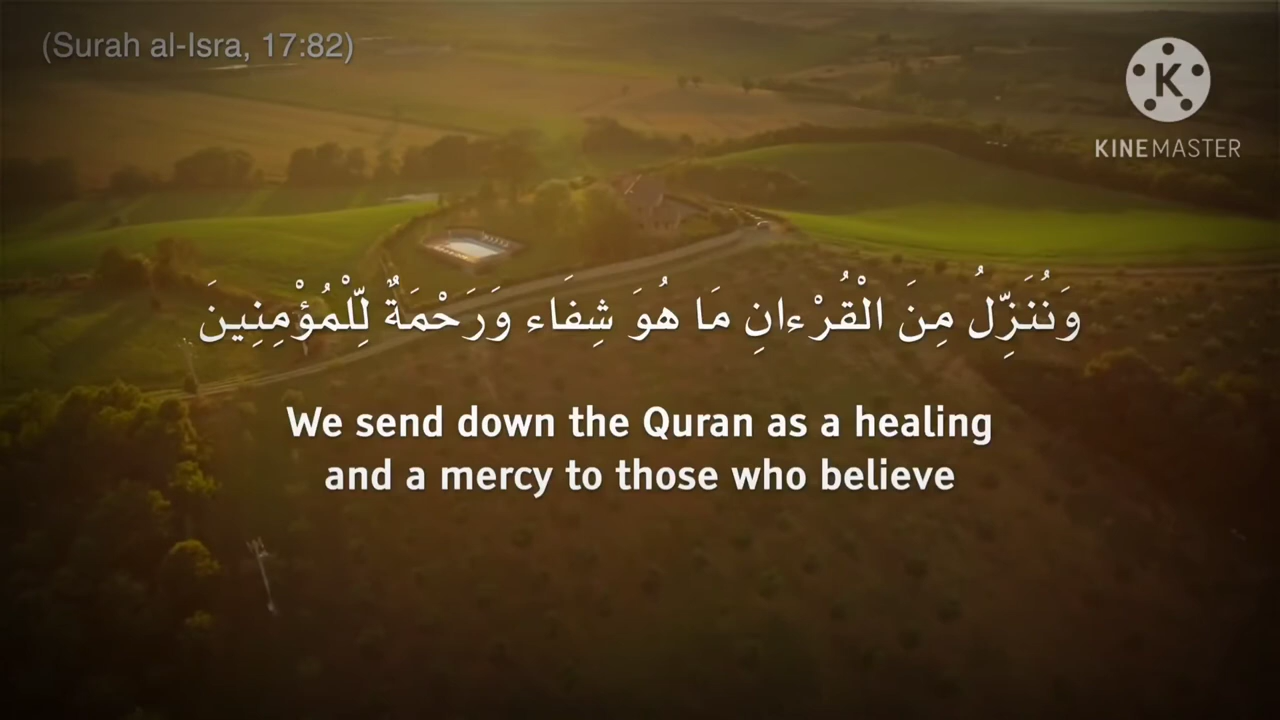 (Surah al-Isra, 17:82)
K
KINEMASTER
وَنُنَزِّلُ مِنَ الْقُرْءانِ مَا هُوَ شِفَاء وَرَحْمَةٌ لِّلْمُؤْمِنِينَ
We send down the Quran as a healing
and a mercy to those who believe